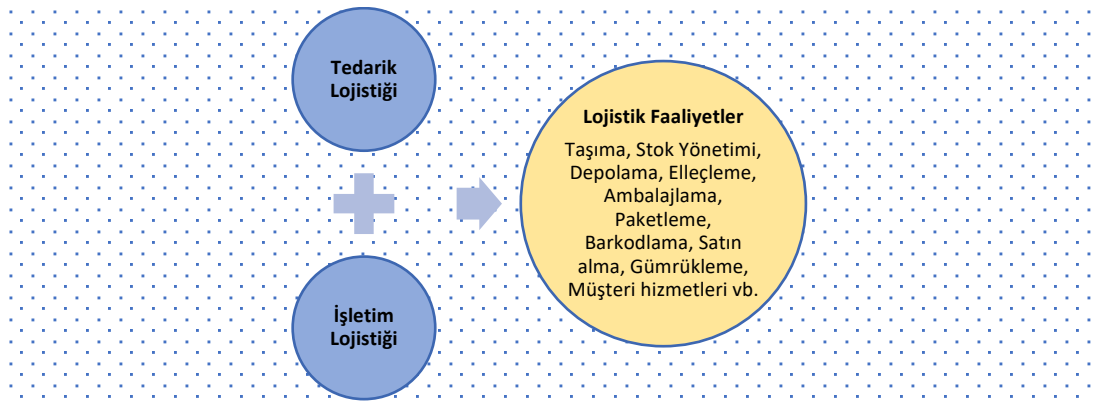 Tedarik
Lojistiği
İşletim
Lojistiği
Lojistik Faaliyetler
Taşıma, Stok Yönetimi,
Depolama, Elleçleme,
Ambalajlama,
Paketleme,
Barkodlama, Satın
alma, Gümrükleme,
Müşteri hizmetleri vb.